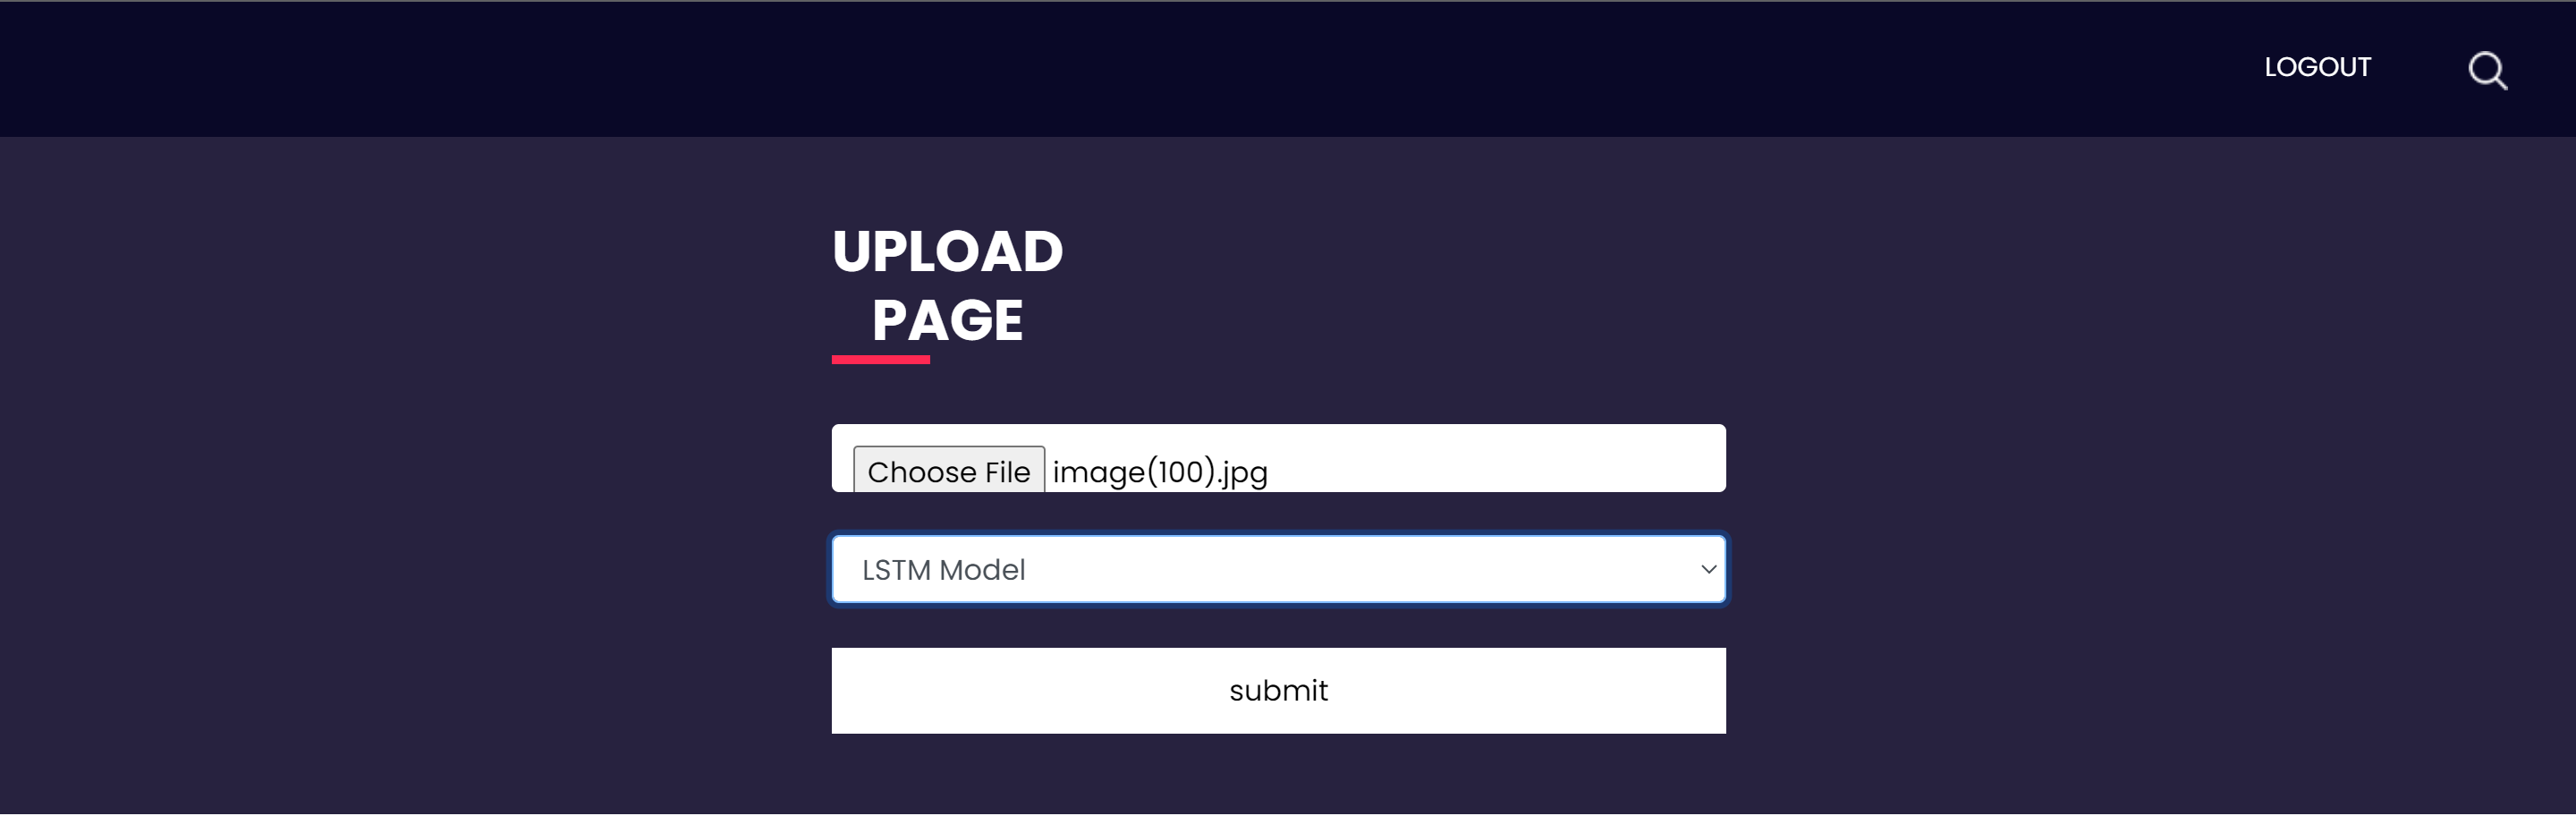 LOGOUT
UPLOAD
PAGE
Choose File image(100).jpg
LSTM Model
submit